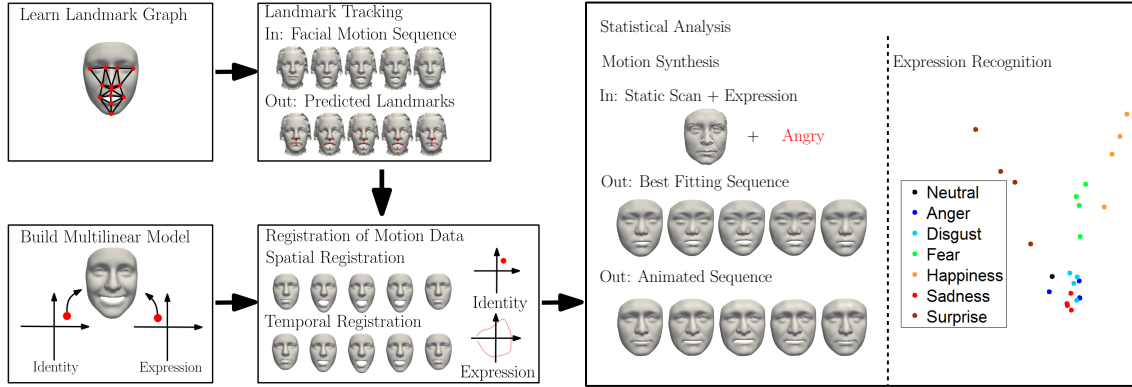 Learn Landmark Graph
Landmark Tracking
In: Facial Motion Sequence
Out: Predicted Landmarks
Build Multilinear Model
Identity
Expression
Registration of Motion Data
Spatial Registration
Identity
Temporal Registration
Expression
Statistical Analysis
Motion Synthesis
In: Static Scan + Expression
+ Angry
Out: Best Fitting Sequence
Out: Animated Sequence
Expression Recognition
Neutral
Anger
Disgust
Fear
Happiness
Sadness
Surprise